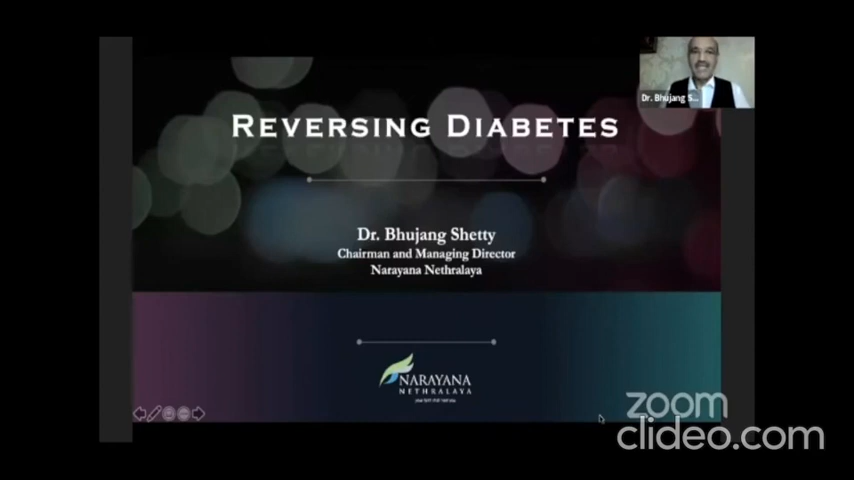 Dr. Bhujang S...
REVERSING DIABETES
Dr. Bhujang Shetty
Chairman and Managing Director
Narayana Nethralaya
NARAYANA
NETHRALAYA
zoom
clideo.com